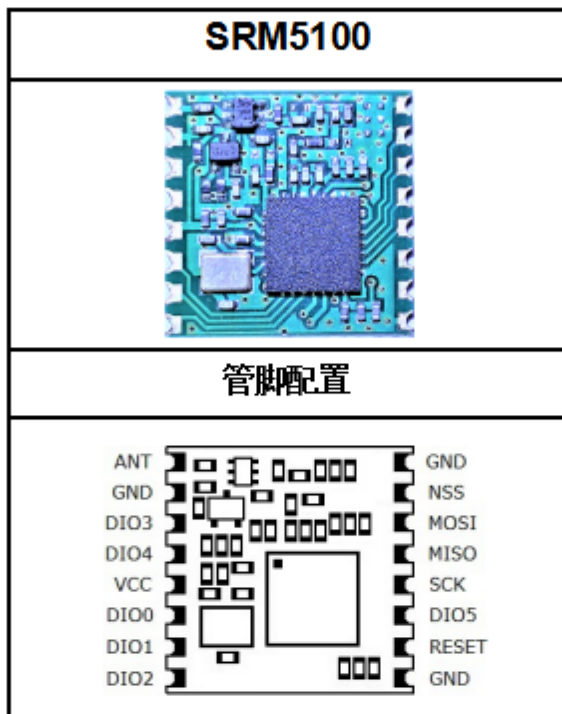 SRM5100
管脚配置
ANT GND
GND NSS
DIO3 MOSI
DIO4 MISO
VCC SCK
DIO0 DIO5
DIO1 RESET
DIO2 GND